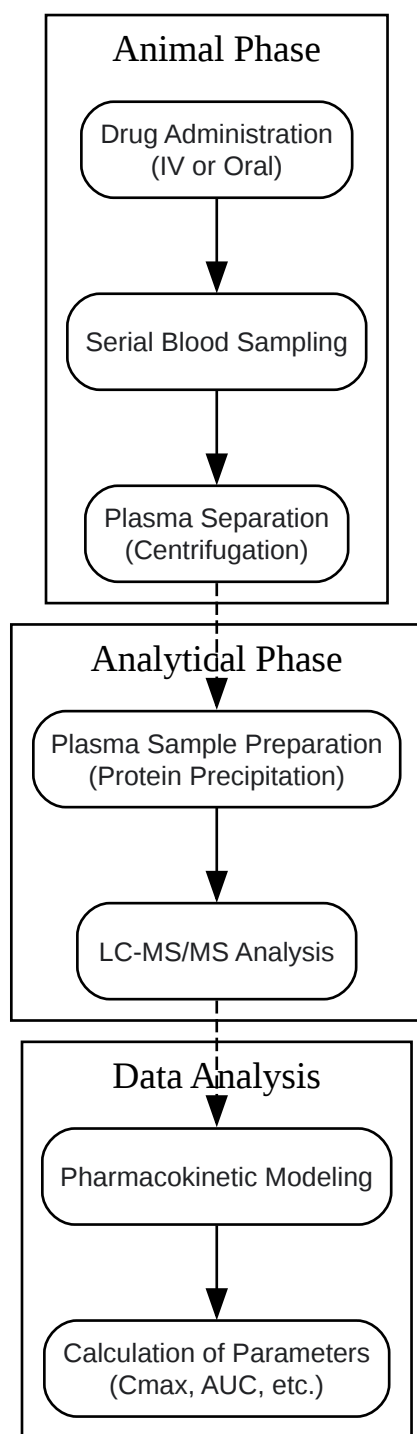 Animal Phase
Drug Administration
(IV or Oral)
Serial Blood Sampling
Plasma Separation
(Centrifugation)
Analytical Phase
Plasma Sample Preparation
(Protein Precipitation)
LC-MS/MS Analysis
Data Analysis
Pharmacokinetic Modeling
Calculation of Parameters
(Cmax, AUC, etc.)